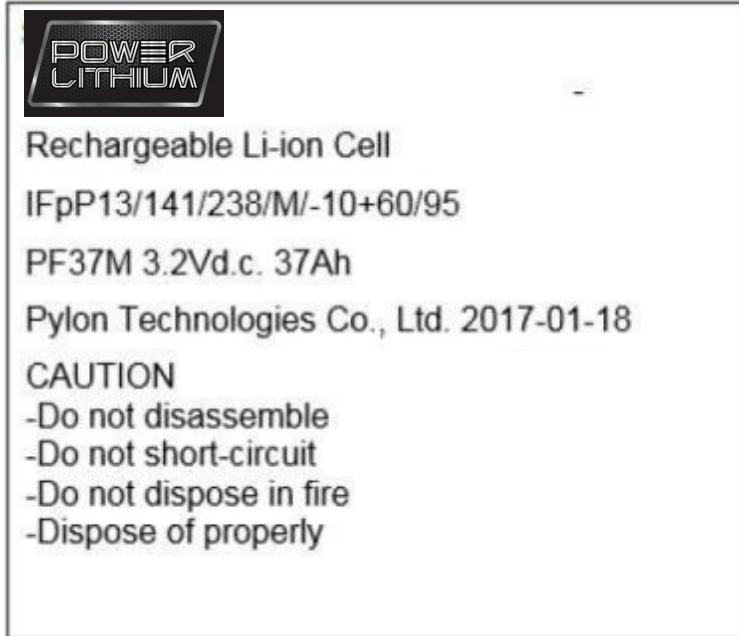 POWER
LITHIUM
-
Rechargeable Li-ion Cell
IFpP13/141/238/M/-10+60/95
PF37M 3.2Vd.c. 37Ah
Pylon Technologies Co., Ltd. 2017-01-18
CAUTION
-Do not disassemble
-Do not short-circuit
-Do not dispose in fire
-Dispose of properly